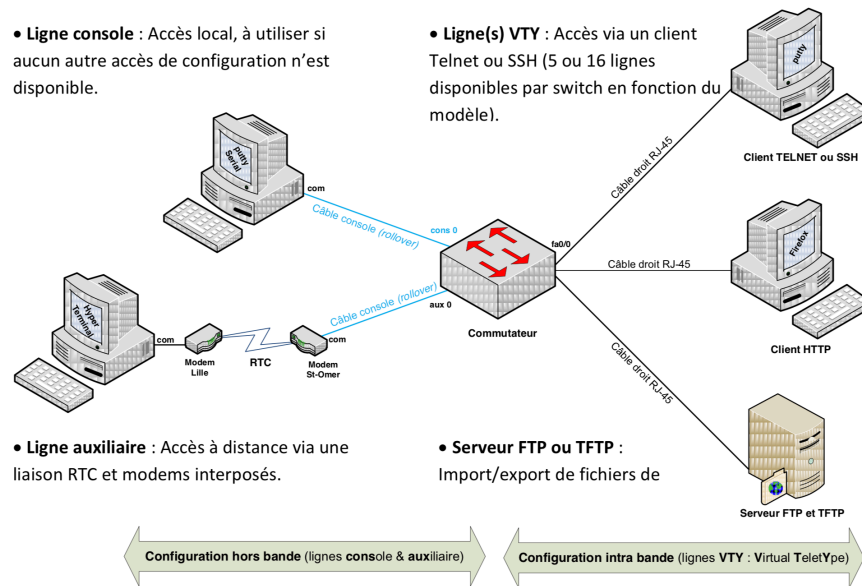 • Ligne console : Accès local, à utiliser si
aucun autre accès de configuration n'est
disponible.
• Ligne(s) VTY : Accès via un client
Telnet ou SSH (5 ou 16 lignes
disponibles par switch en fonction du
modèle).
putty
Serial
com
Câble console (rollover)
cons 0
putty
Client TELNET ou SSH
Câble droit RJ-45
fa0/0
Câble droit RJ-45
Firefox
Client HTTP
Câble droit RJ-45
Commutateur
aux 0
Câble console (rollover)
Hyper
Terminal
com
Modem
Lille
RTC
com
Modem
St-Omer
• Ligne auxiliaire : Accès à distance via une
liaison RTC et modems interposés.
• Serveur FTP ou TFTP :
Import/export de fichiers de
Serveur FTP et TFTP
Configuration hors bande (lignes console & auxiliaire)
Configuration intra bande (lignes VTY : Virtual TeletYpe)